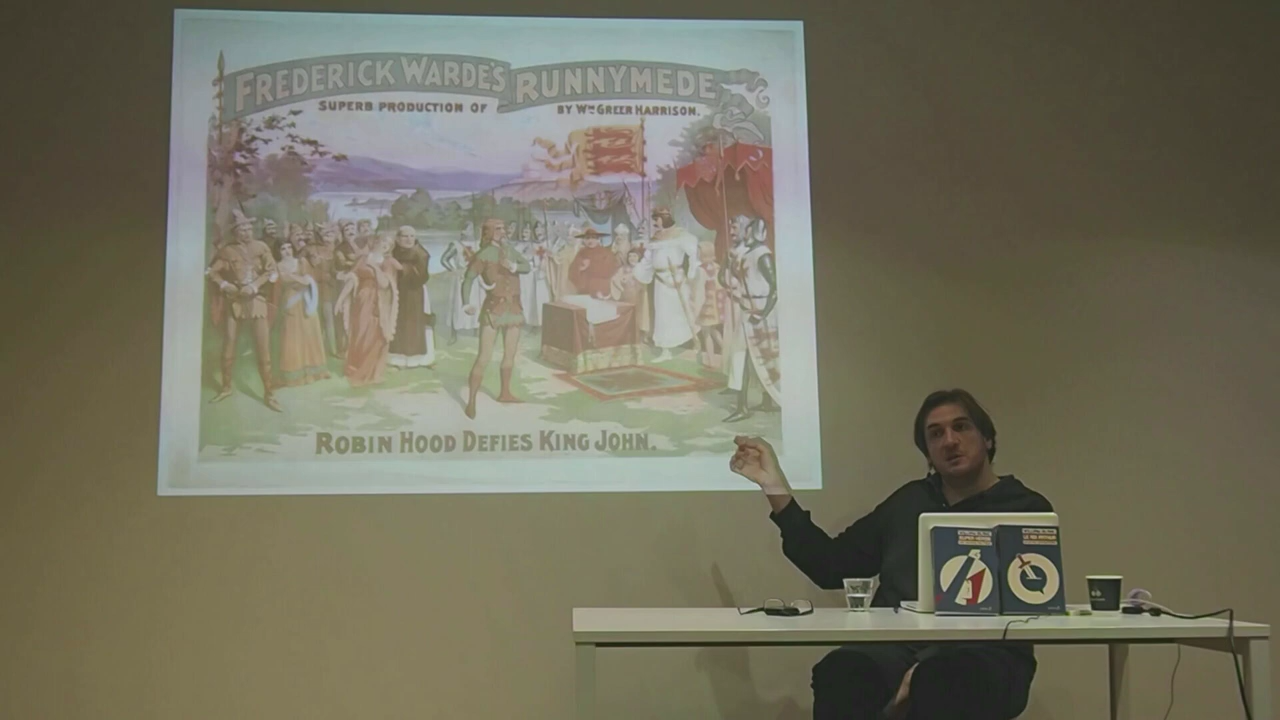 FREDERICK WARDE'S RUNNYMEDE
SUPERB PRODUCTION OF
BY WM GREER HARRISON.
ROBIN HOOD DEFIES KING JOHN.